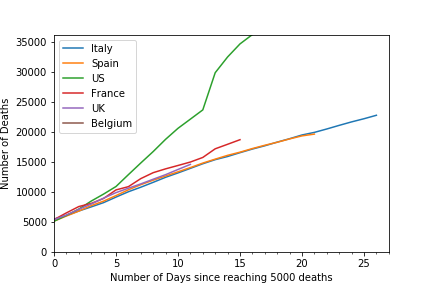 35000
30000
25000
20000
15000
10000
5000
0
Number of Deaths
Italy
Spain
US
France
UK
Belgium
0 5 10 15 20 25
Number of Days since reaching 5000 deaths